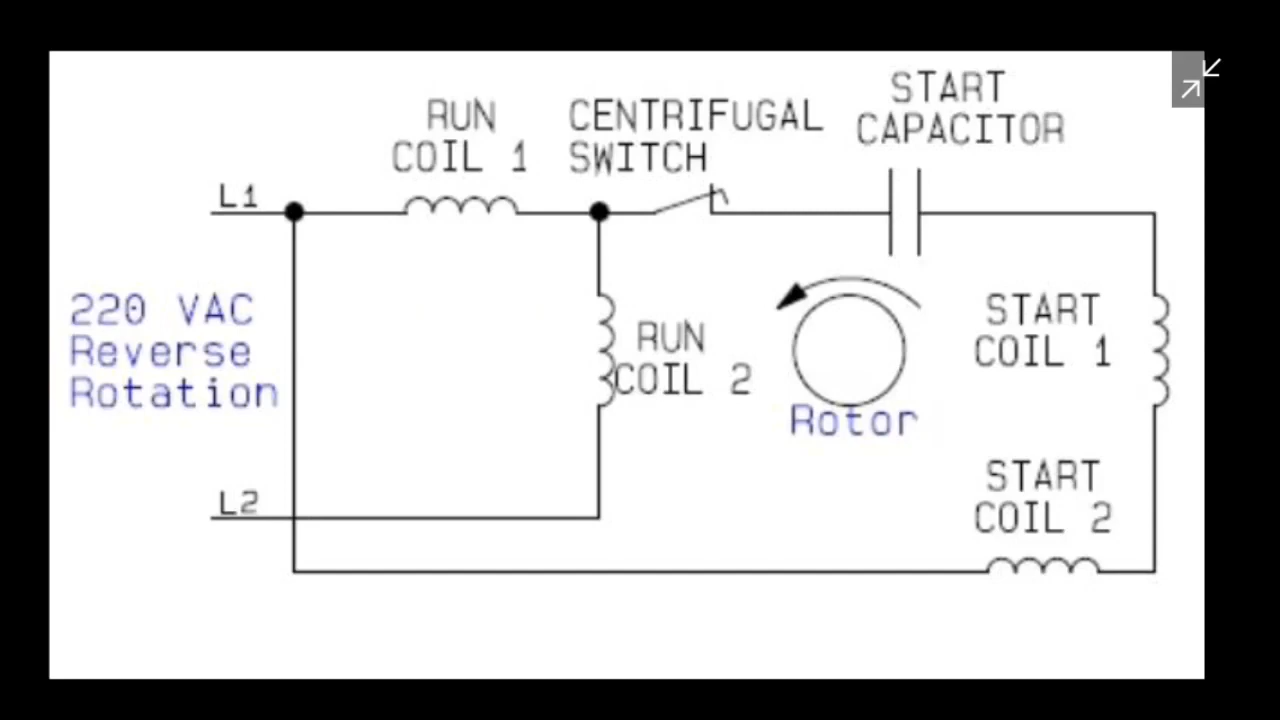 START
CAPACITOR
RUN
COIL 1
CENTRIFUGAL
SWITCH
L1
220 VAC
Reverse
Rotation
RUN
COIL 2
START
COIL 1
Rotor
START
COIL 2
L2